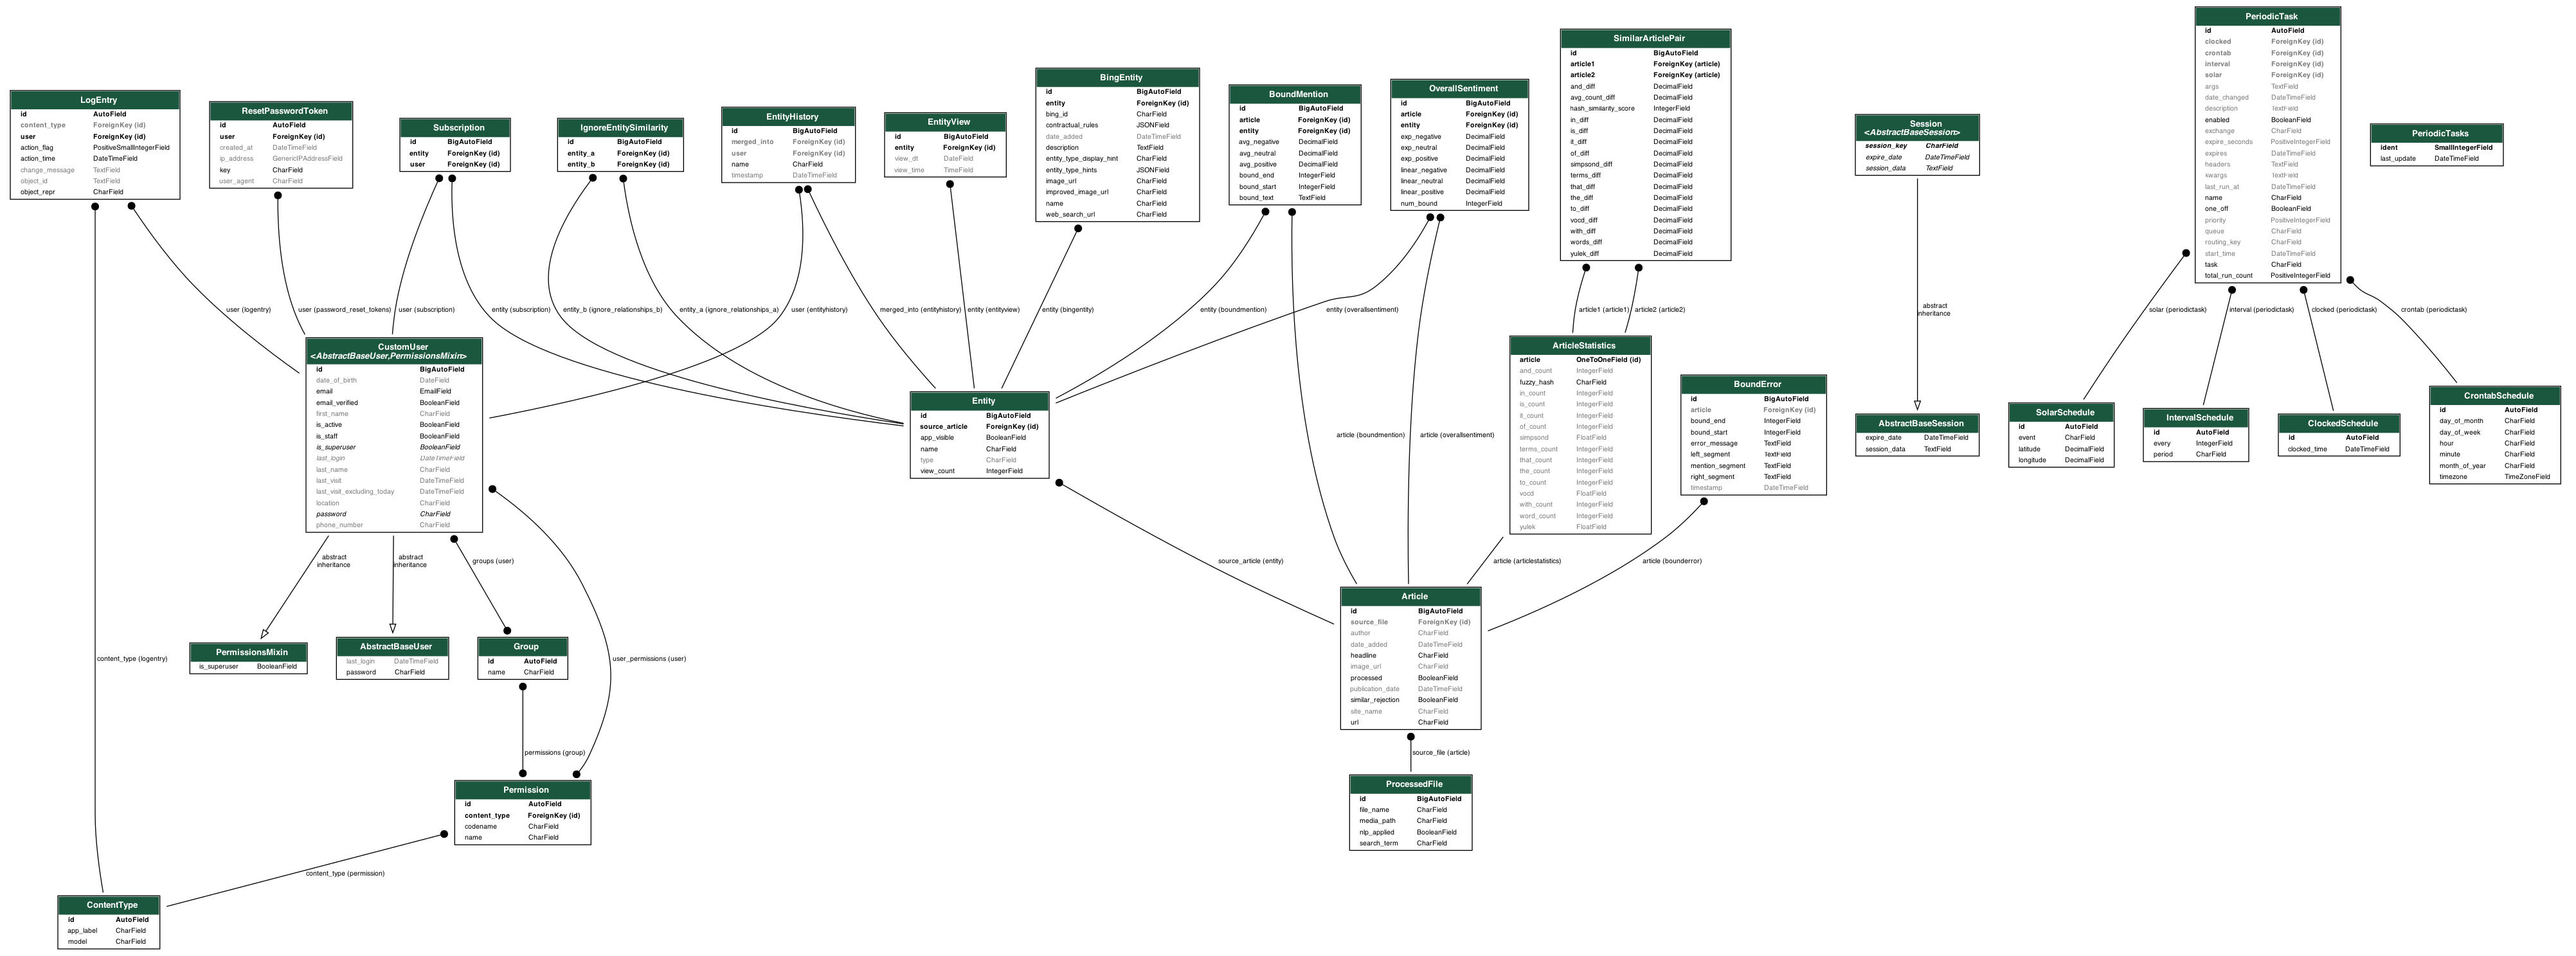 LogEntry
id AutoField
content_type ForeignKey (id)
user ForeignKey (id)
action_flag PositiveSmallIntegerField
action_time DateTimeField
change_message TextField
object_id TextField
object_repr CharField
ResetPasswordToken
id AutoField
user ForeignKey (id)
created_at DateTimeField
ip_address GenericIPAddressField
key CharField
user_agent CharField
Subscription
id BigAutoField
entity ForeignKey (id)
user ForeignKey (id)
IgnoreEntitySimilarity
id BigAutoField
entity_a ForeignKey (id)
entity_b ForeignKey (id)
EntityHistory
id BigAutoField
merged_into ForeignKey (id)
user ForeignKey (id)
name CharField
timestamp DateTimeField
EntityView
id BigAutoField
entity ForeignKey (id)
view_dt DateField
view_time TimeField
BingEntity
id BigAutoField
entity ForeignKey (id)
bing_id CharField
contractual_rules JSONField
date_added DateTimeField
description TextField
entity_type_display_hint CharField
entity_type_hints JSONField
image_url CharField
improved_image_url CharField
name CharField
web_search_url CharField
BoundMention
id BigAutoField
article ForeignKey (id)
entity ForeignKey (id)
avg_negative DecimalField
avg_neutral DecimalField
avg_positive DecimalField
bound_end IntegerField
bound_start IntegerField
bound_text TextField
OverallSentiment
id BigAutoField
article ForeignKey (id)
entity ForeignKey (id)
exp_negative DecimalField
exp_neutral DecimalField
exp_positive DecimalField
linear_negative DecimalField
linear_neutral DecimalField
linear_positive DecimalField
num_bound IntegerField
SimilarArticlePair
id BigAutoField
article1 ForeignKey (article)
article2 ForeignKey (article)
and_diff DecimalField
avg_count_diff DecimalField
hash_similarity_score IntegerField
in_diff DecimalField
is_diff DecimalField
it_diff DecimalField
of_diff DecimalField
simpsond_diff DecimalField
terms_diff DecimalField
that_diff DecimalField
the_diff DecimalField
to_diff DecimalField
vocd_diff DecimalField
with_diff DecimalField
words_diff DecimalField
yulek_diff DecimalField
Session
<AbstractBaseSession>
session_key CharField
expire_date DateTimeField
session_data TextField
PeriodicTask
id AutoField
clocked ForeignKey (id)
crontab ForeignKey (id)
interval ForeignKey (id)
solar ForeignKey (id)
args TextField
date_changed DateTimeField
description TextField
enabled BooleanField
exchange CharField
expire_seconds PositiveIntegerField
expires DateTimeField
headers TextField
kwargs TextField
last_run_at DateTimeField
name CharField
one_off BooleanField
priority PositiveIntegerField
queue CharField
routing_key CharField
start_time DateTimeField
task CharField
total_run_count PositiveIntegerField
PeriodicTasks
ident SmallIntegerField
last_update DateTimeField
user (logentry)
user (password_reset_tokens)
user (subscription)
entity (subscription)
entity_b (ignore_relationships_b)
entity_a (ignore_relationships_a)
user (entityhistory)
merged_into (entityhistory)
entity (entityview)
entity (bingentity)
entity (boundmention)
entity (overallsentiment)
article1 (article1)
article2 (article2)
abstract
inheritance
solar (periodictask)
interval (periodictask)
clocked (periodictask)
crontab (periodictask)
CustomUser
<AbstractBaseUser,PermissionsMixin>
id BigAutoField
date_of_birth DateField
email EmailField
email_verified BooleanField
first_name CharField
is_active BooleanField
is_staff BooleanField
is_superuser BooleanField
last_login DateTimeField
last_name CharField
last_visit DateTimeField
last_visit_excluding_today DateTimeField
location CharField
password CharField
phone_number CharField
Entity
id BigAutoField
source_article ForeignKey (id)
app_visible BooleanField
name CharField
type CharField
view_count IntegerField
article (boundmention)
article (overallsentiment)
ArticleStatistics
article OneToOneField (id)
and_count IntegerField
fuzzy_hash CharField
in_count IntegerField
is_count IntegerField
it_count IntegerField
of_count IntegerField
simpsond FloatField
terms_count IntegerField
that_count IntegerField
the_count IntegerField
to_count IntegerField
vocd FloatField
with_count IntegerField
word_count IntegerField
yulek FloatField
BoundError
id BigAutoField
article ForeignKey (id)
bound_end IntegerField
bound_start IntegerField
error_message TextField
left_segment TextField
mention_segment TextField
right_segment TextField
timestamp DateTimeField
AbstractBaseSession
expire_date DateTimeField
session_data TextField
SolarSchedule
id AutoField
event CharField
latitude DecimalField
longitude DecimalField
IntervalSchedule
id AutoField
every IntegerField
period CharField
ClockedSchedule
id AutoField
clocked_time DateTimeField
CrontabSchedule
id AutoField
day_of_month CharField
day_of_week CharField
hour CharField
minute CharField
month_of_year CharField
timezone TimeZoneField
abstract
inheritance
abstract
inheritance
groups (user)
source_article (entity)
article (articlestatistics)
article (bounderror)
content_type (logentry)
PermissionsMixin
is_superuser BooleanField
AbstractBaseUser
last_login DateTimeField
password CharField
Group
id AutoField
name CharField
user_permissions (user)
Article
id BigAutoField
source_file ForeignKey (id)
author CharField
date_added DateTimeField
headline CharField
image_url CharField
processed BooleanField
publication_date DateTimeField
similar_rejection BooleanField
site_name CharField
url CharField
permissions (group)
source_file (article)
Permission
id AutoField
content_type ForeignKey (id)
codename CharField
name CharField
ProcessedFile
id BigAutoField
file_name CharField
media_path CharField
nlp_applied BooleanField
search_term CharField
content_type (permission)
ContentType
id AutoField
app_label CharField
model CharField